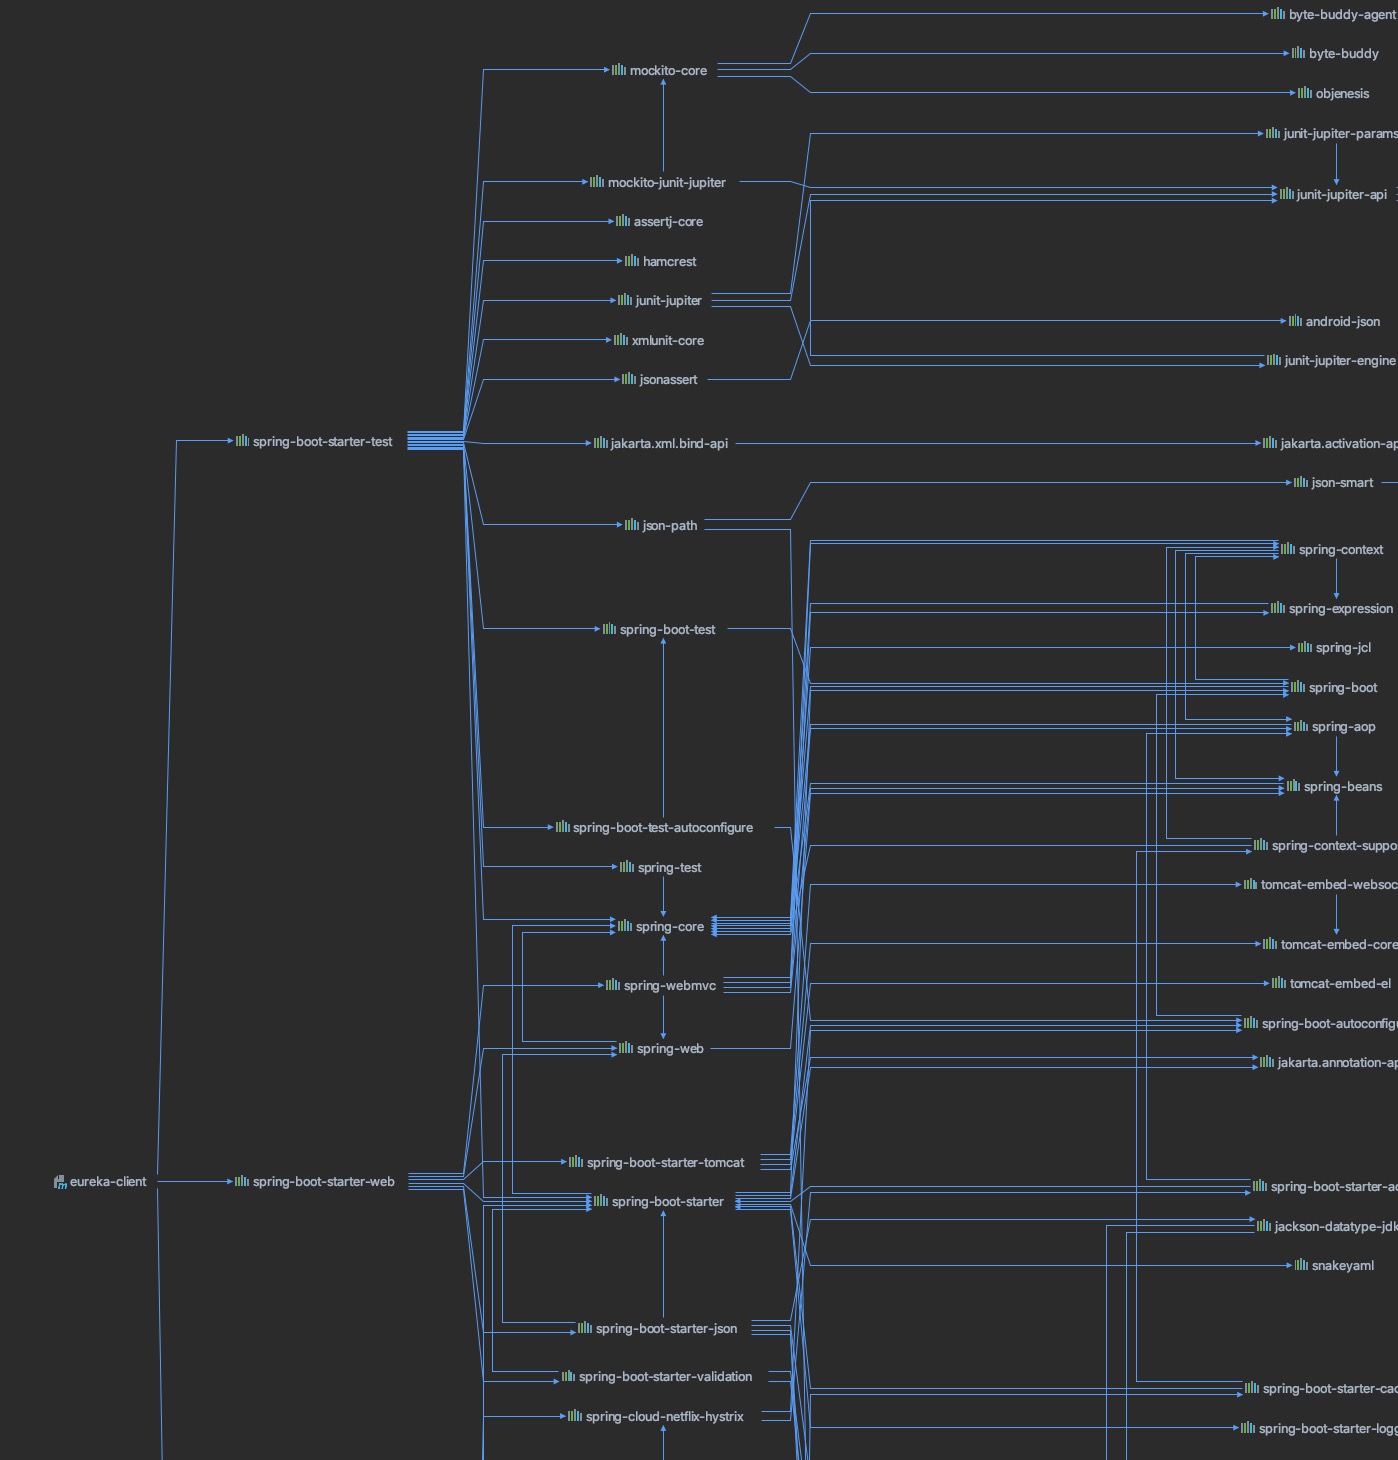 byte-buddy-agent
mockito-core
byte-buddy
objenesis
junit-jupiter-params
mockito-junit-jupiter
junit-jupiter-api
assertj-core
hamcrest
junit-jupiter
android-json
xmlunit-core
junit-jupiter-engine
jsonassert
spring-boot-starter-test
jakarta.xml.bind-api
jakarta.activation-ap
json-smart
json-path
spring-context
spring-expression
spring-boot-test
spring-jcl
spring-boot
spring-aop
spring-beans
spring-boot-test-autoconfigure
spring-context-suppo
spring-test
tomcat-embed-websoc
spring-core
tomcat-embed-core
spring-webmvc
tomcat-embed-el
spring-boot-autoconfigu
spring-web
jakarta.annotation-ap
spring-boot-starter-tomcat
eureka-client
spring-boot-starter-web
spring-boot-starter-ac
spring-boot-starter
jackson-datatype-jdk
snakeyaml
spring-boot-starter-json
spring-boot-starter-validation
spring-boot-starter-cac
spring-cloud-netflix-hystrix
spring-boot-starter-logg